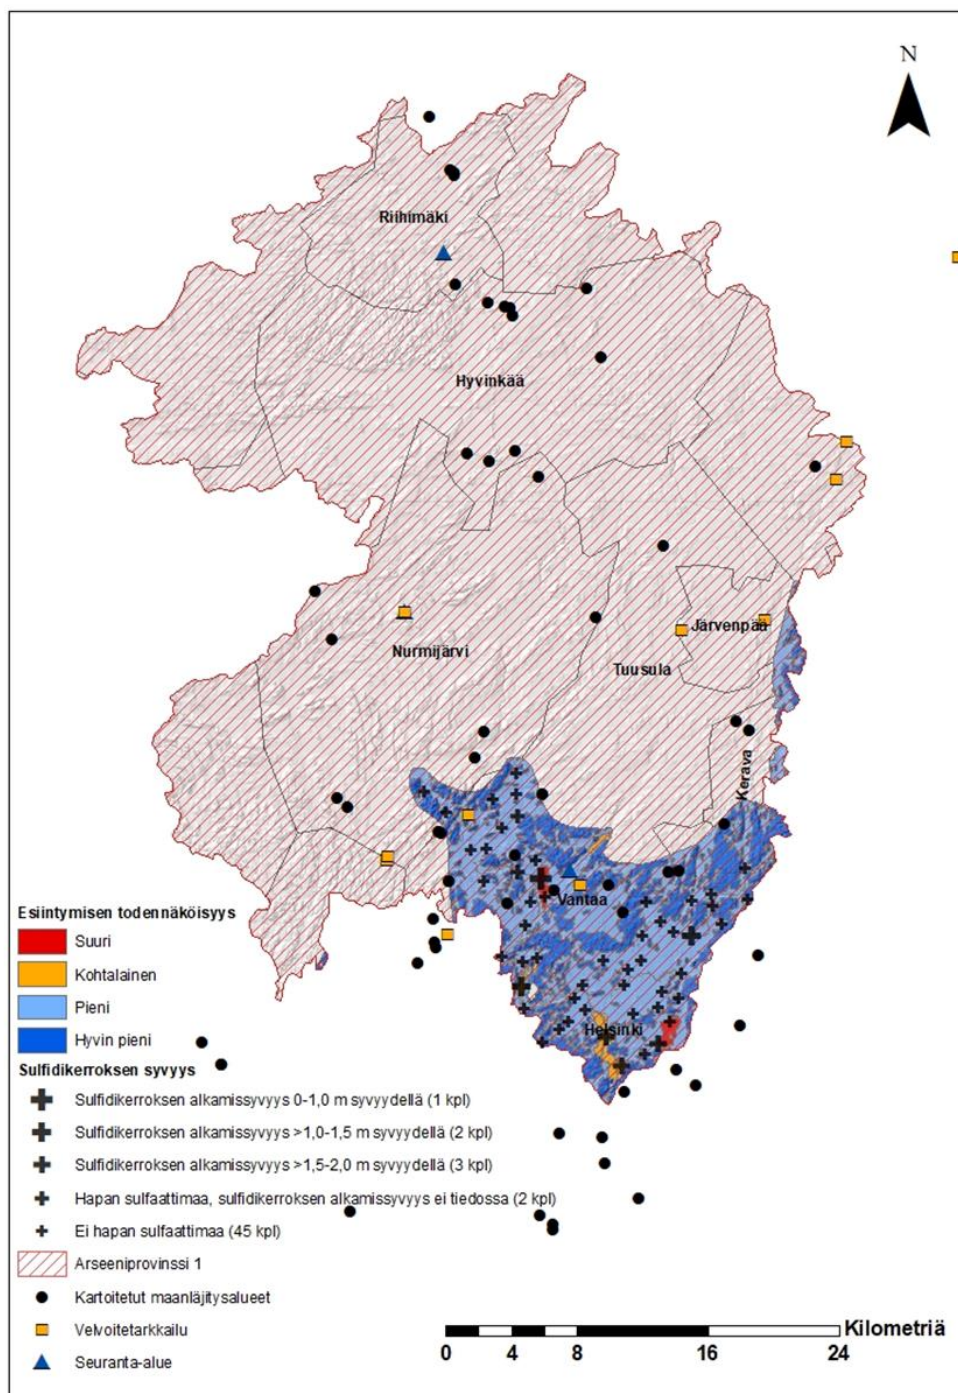 N
Riihimäki
Hyvinkää
Järvenpää
Nurmijärvi
Tuusula
Kerava
Vantaa
Helsinki
Esiintymisen todennäköisyys
Suuri
Kohtalainen
Pieni
Hyvin pieni
Sulfidikerroksen syvyys
Sulfidikerroksen alkamissyvyys 0-1,0 m syvyydellä (1 kpl)
Sulfidikerroksen alkamissyvyys >1,0-1,5 m syvyydellä (2 kpl)
Sulfidikerroksen alkamissyvyys >1,5-2,0 m syvyydellä (3 kpl)
Hapan sulfaattimaa, sulfidikerroksen alkamissyvyys ei tiedossa (2 kpl)
Ei hapan sulfaattimaa (45 kpl)
Arseeniprovinssi 1
Kartoitetut maanläjitysalueet
Velvoitetarkkailu
Seuranta-alue
Kilometriä
0 4 8 16 24